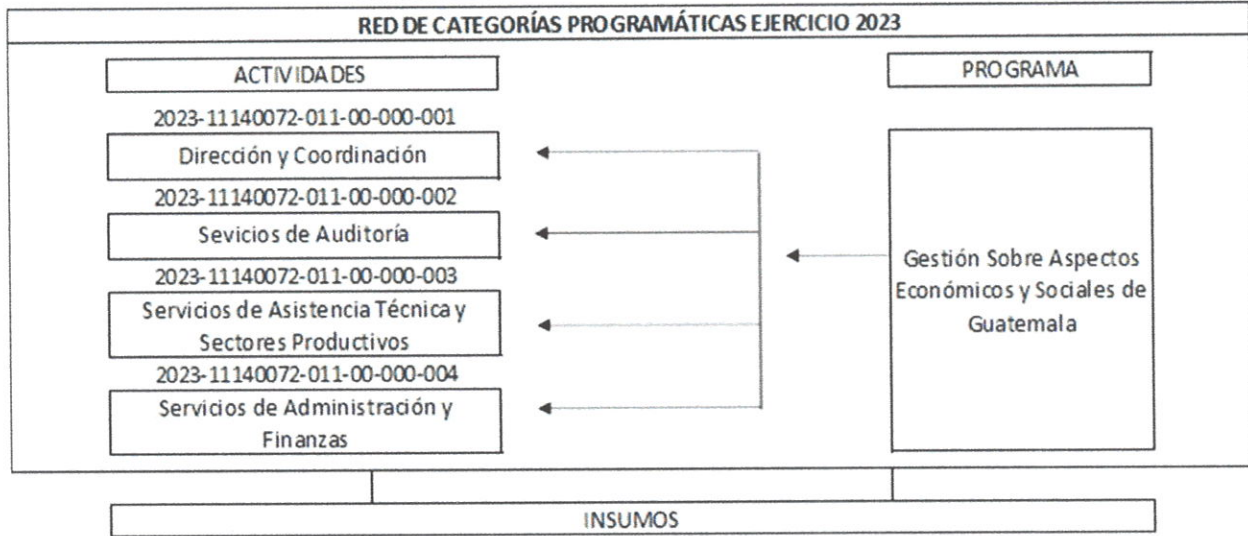 RED DE CATEGORÍAS PROGRAMÁTICAS EJERCICIO 2023
ACTIVIDADES
PROGRAMA
2023-11140072-011-00-000-001
Dirección y Coordinación
2023-11140072-011-00-000-002
Sevicios de Auditoría
2023-11140072-011-00-000-003
Servicios de Asistencia Técnica y
Sectores Productivos
2023-11140072-011-00-000-004
Servicios de Administración y
Finanzas
Gestión Sobre Aspectos
Económicos y Sociales de
Guatemala
INSUMOS